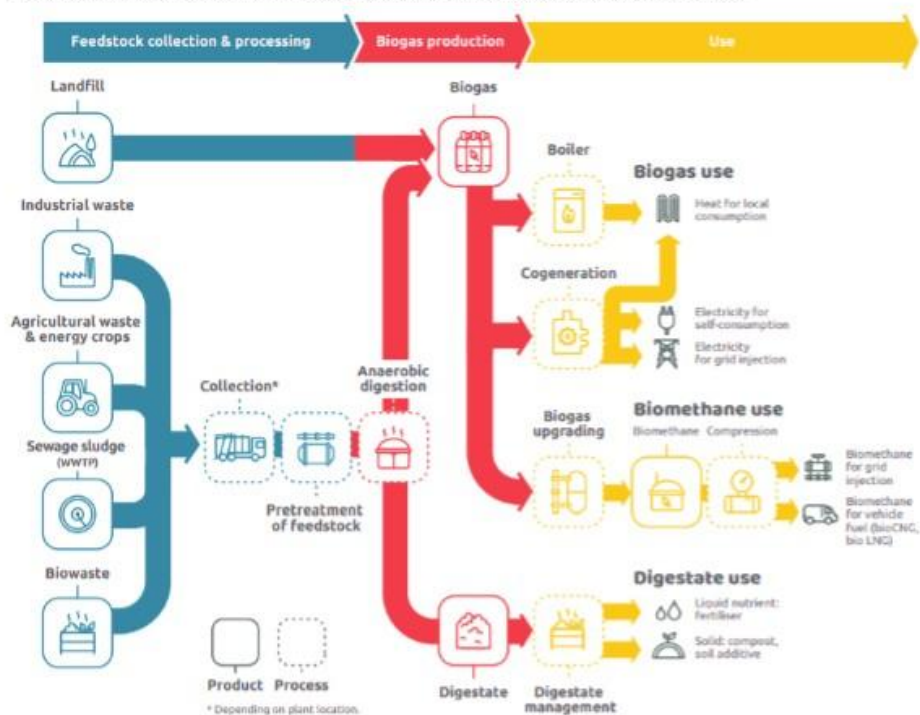 Feedstock collection & processing
Biogas production
Use
Landfill
Biogas
Boiler
Biogas use
Heat for local
consumption
Industrial waste
Cogeneration
Electricity for
self-consumption
Electricity
for grid injection
Agricultural waste
& energy crops
Collection*
Anaerobic
digestion
Biogas
upgrading
Biomethane use
Biomethane
Compression
Biomethane
for grid
injection
Biomethane
for vehicle
fuel (bioCNG,
bio LNG)
Sewage sludge
(WWTP)
Pretreatment
of feedstock
Biowaste
Digestate use
Liquid nutrient:
fertiliser
Solid: compost,
soil additive
Product
Process
* Depending on plant location.
Digestate
Digestate
management